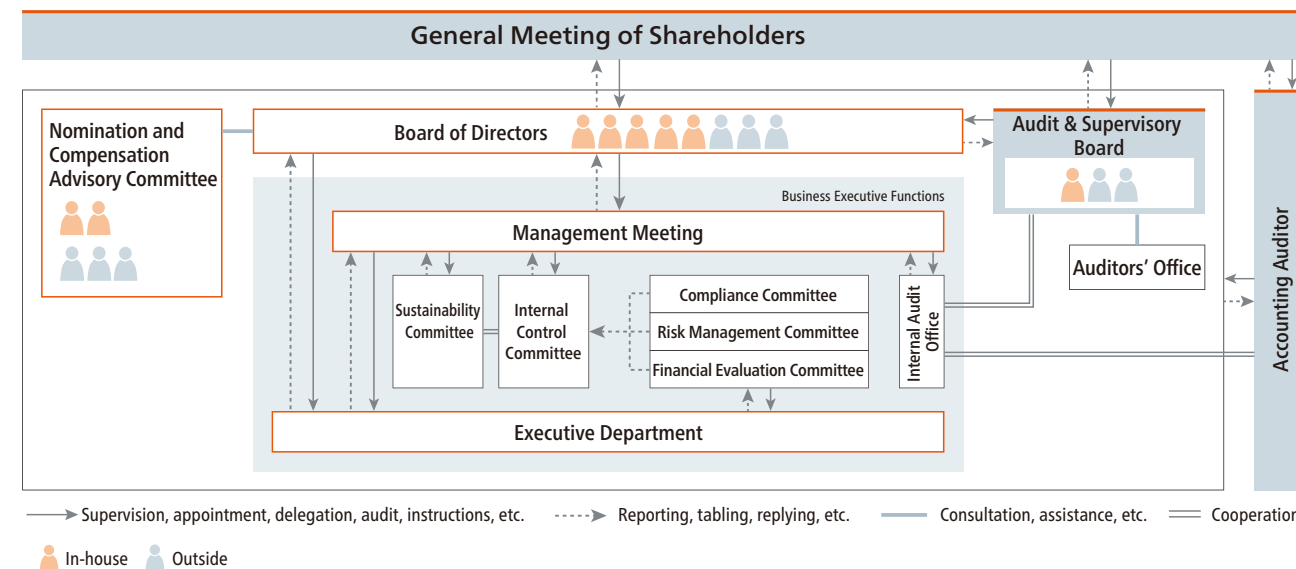 General Meeting of Shareholders
Nomination and
Compensation
Advisory Committee
Board of Directors
Audit & Supervisory
Board
Business Executive Functions
Management Meeting
Auditors' Office
Accounting Auditor
Sustainability
Committee
Internal
Control
Committee
Compliance Committee
Risk Management Committee
Financial Evaluation Committee
Internal Audit
Office
Executive Department
Supervision, appointment, delegation, audit, instructions, etc.
Reporting, tabling, replying, etc.
Consultation, assistance, etc.
Cooperation
In-house
Outside